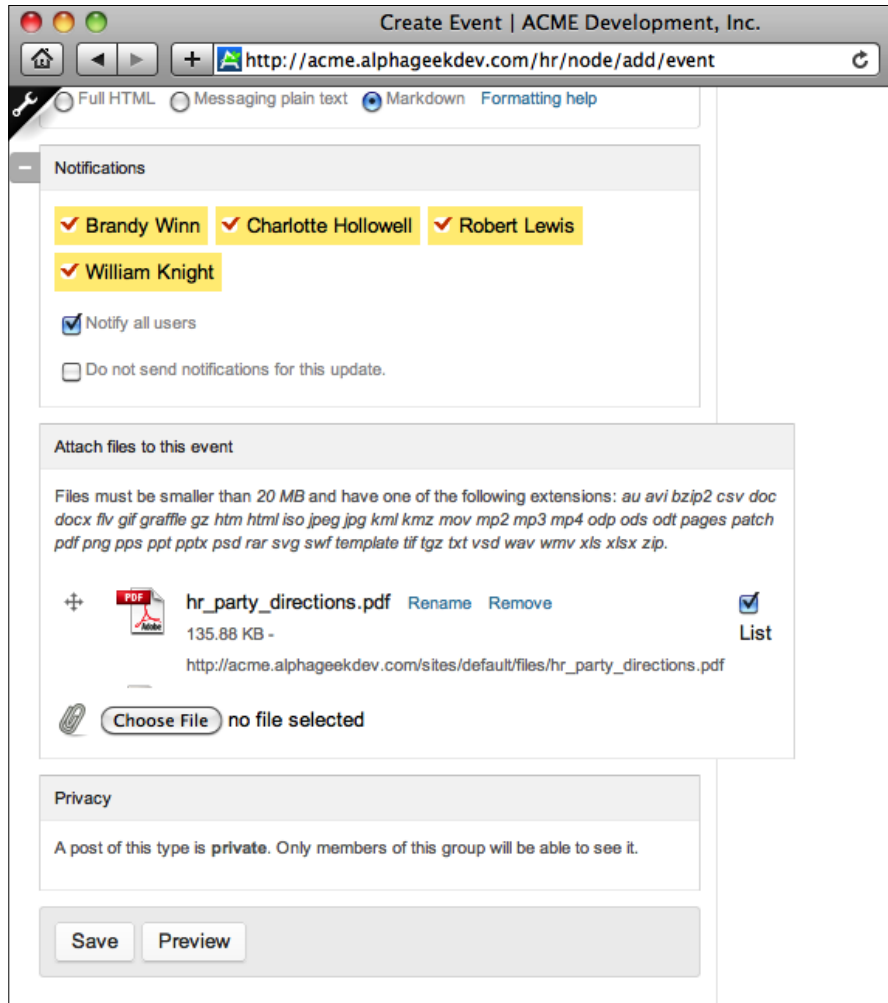 Create Event | ACME Development, Inc.
http://acme.alphageekdev.com/hr/node/add/event
Full HTML Messaging plain text Markdown Formatting help
Notifications
Brandy Winn Charlotte Hollowell Robert Lewis
William Knight
Notify all users
Do not send notifications for this update.
Attach files to this event
Files must be smaller than 20 MB and have one of the following extensions: au avi bzip2 csv doc
docx flv gif graffle gz htm html iso jpeg jpg kml kmz mov mp2 mp3 mp4 odp ods odt pages patch
pdf png pps ppt pptx psd rar svg swf template tif tgz txt vsd wav wmv xls xlsx zip.
PDF hr_party_directions.pdf Rename Remove
Adobe 135.88 KB - List
http://acme.alphageekdev.com/sites/default/files/hr_party_directions.pdf
Choose File no file selected
Privacy
A post of this type is private. Only members of this group will be able to see it.
Save Preview